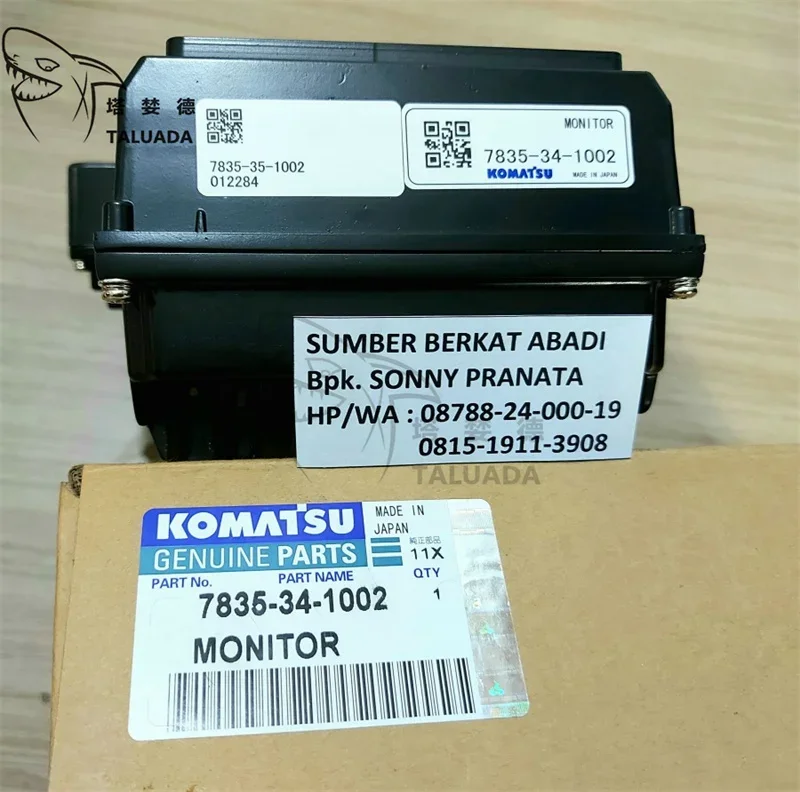 塔婪德
TALUADA
7835-35-1002
012284
MONITOR
7835-34-1002
KOMATSU
MADE IN JAPAN
SUMBER BERKAT ABADI
Bpk. SONNY PRANATA
HP/WA : 08788-24-000-19
0815-1911-3908
塔婪德
TALUADA
KOMATSU
MADE IN
JAPAN
GENUINE PARTS
純正部品
11X
PART No.
PART NAME
QTY
7835-34-1002
1
MONITOR